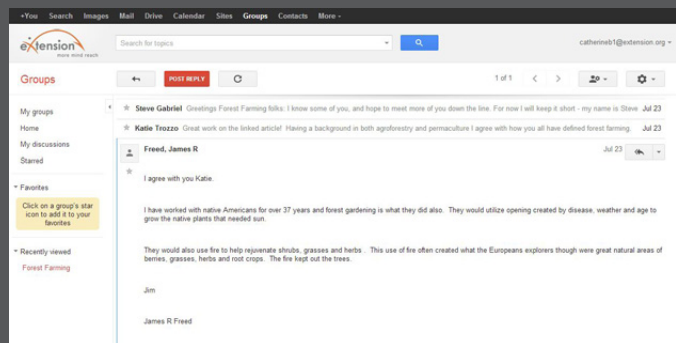 +You Search Images Mail Drive Calendar Sites Groups Contacts More -
eXtension
more mind reach
Search for topics
catherineb1@extension.org
Groups
POST REPLY
1 of 1
My groups
Home
My discussions
Starred
Favorites
Click on a group's star
icon to add it to your
favorites
Recently viewed
Forest Farming
Steve Gabriel Greetings Forest Farming folks: I know some of you, and hope to meet more of you down the line. For now I will keep it short - my name is Steve Jul 23
Katie Trozzo Great work on the linked article! Having a background in both agroforestry and permaculture I agree with how you all have defined forest farming. Jul 23
Freed, James R Jul 23
I agree with you Katie.
I have worked with native Americans for over 37 years and forest gardening is what they did also. They would utilize opening created by disease, weather and age to
grow the native plants that needed sun.
They would also use fire to help rejuvenate shrubs, grasses and herbs . This use of fire often created what the Europeans explorers though were great natural areas of
berries, grasses, herbs and root crops. The fire kept out the trees.
Jim
James R Freed